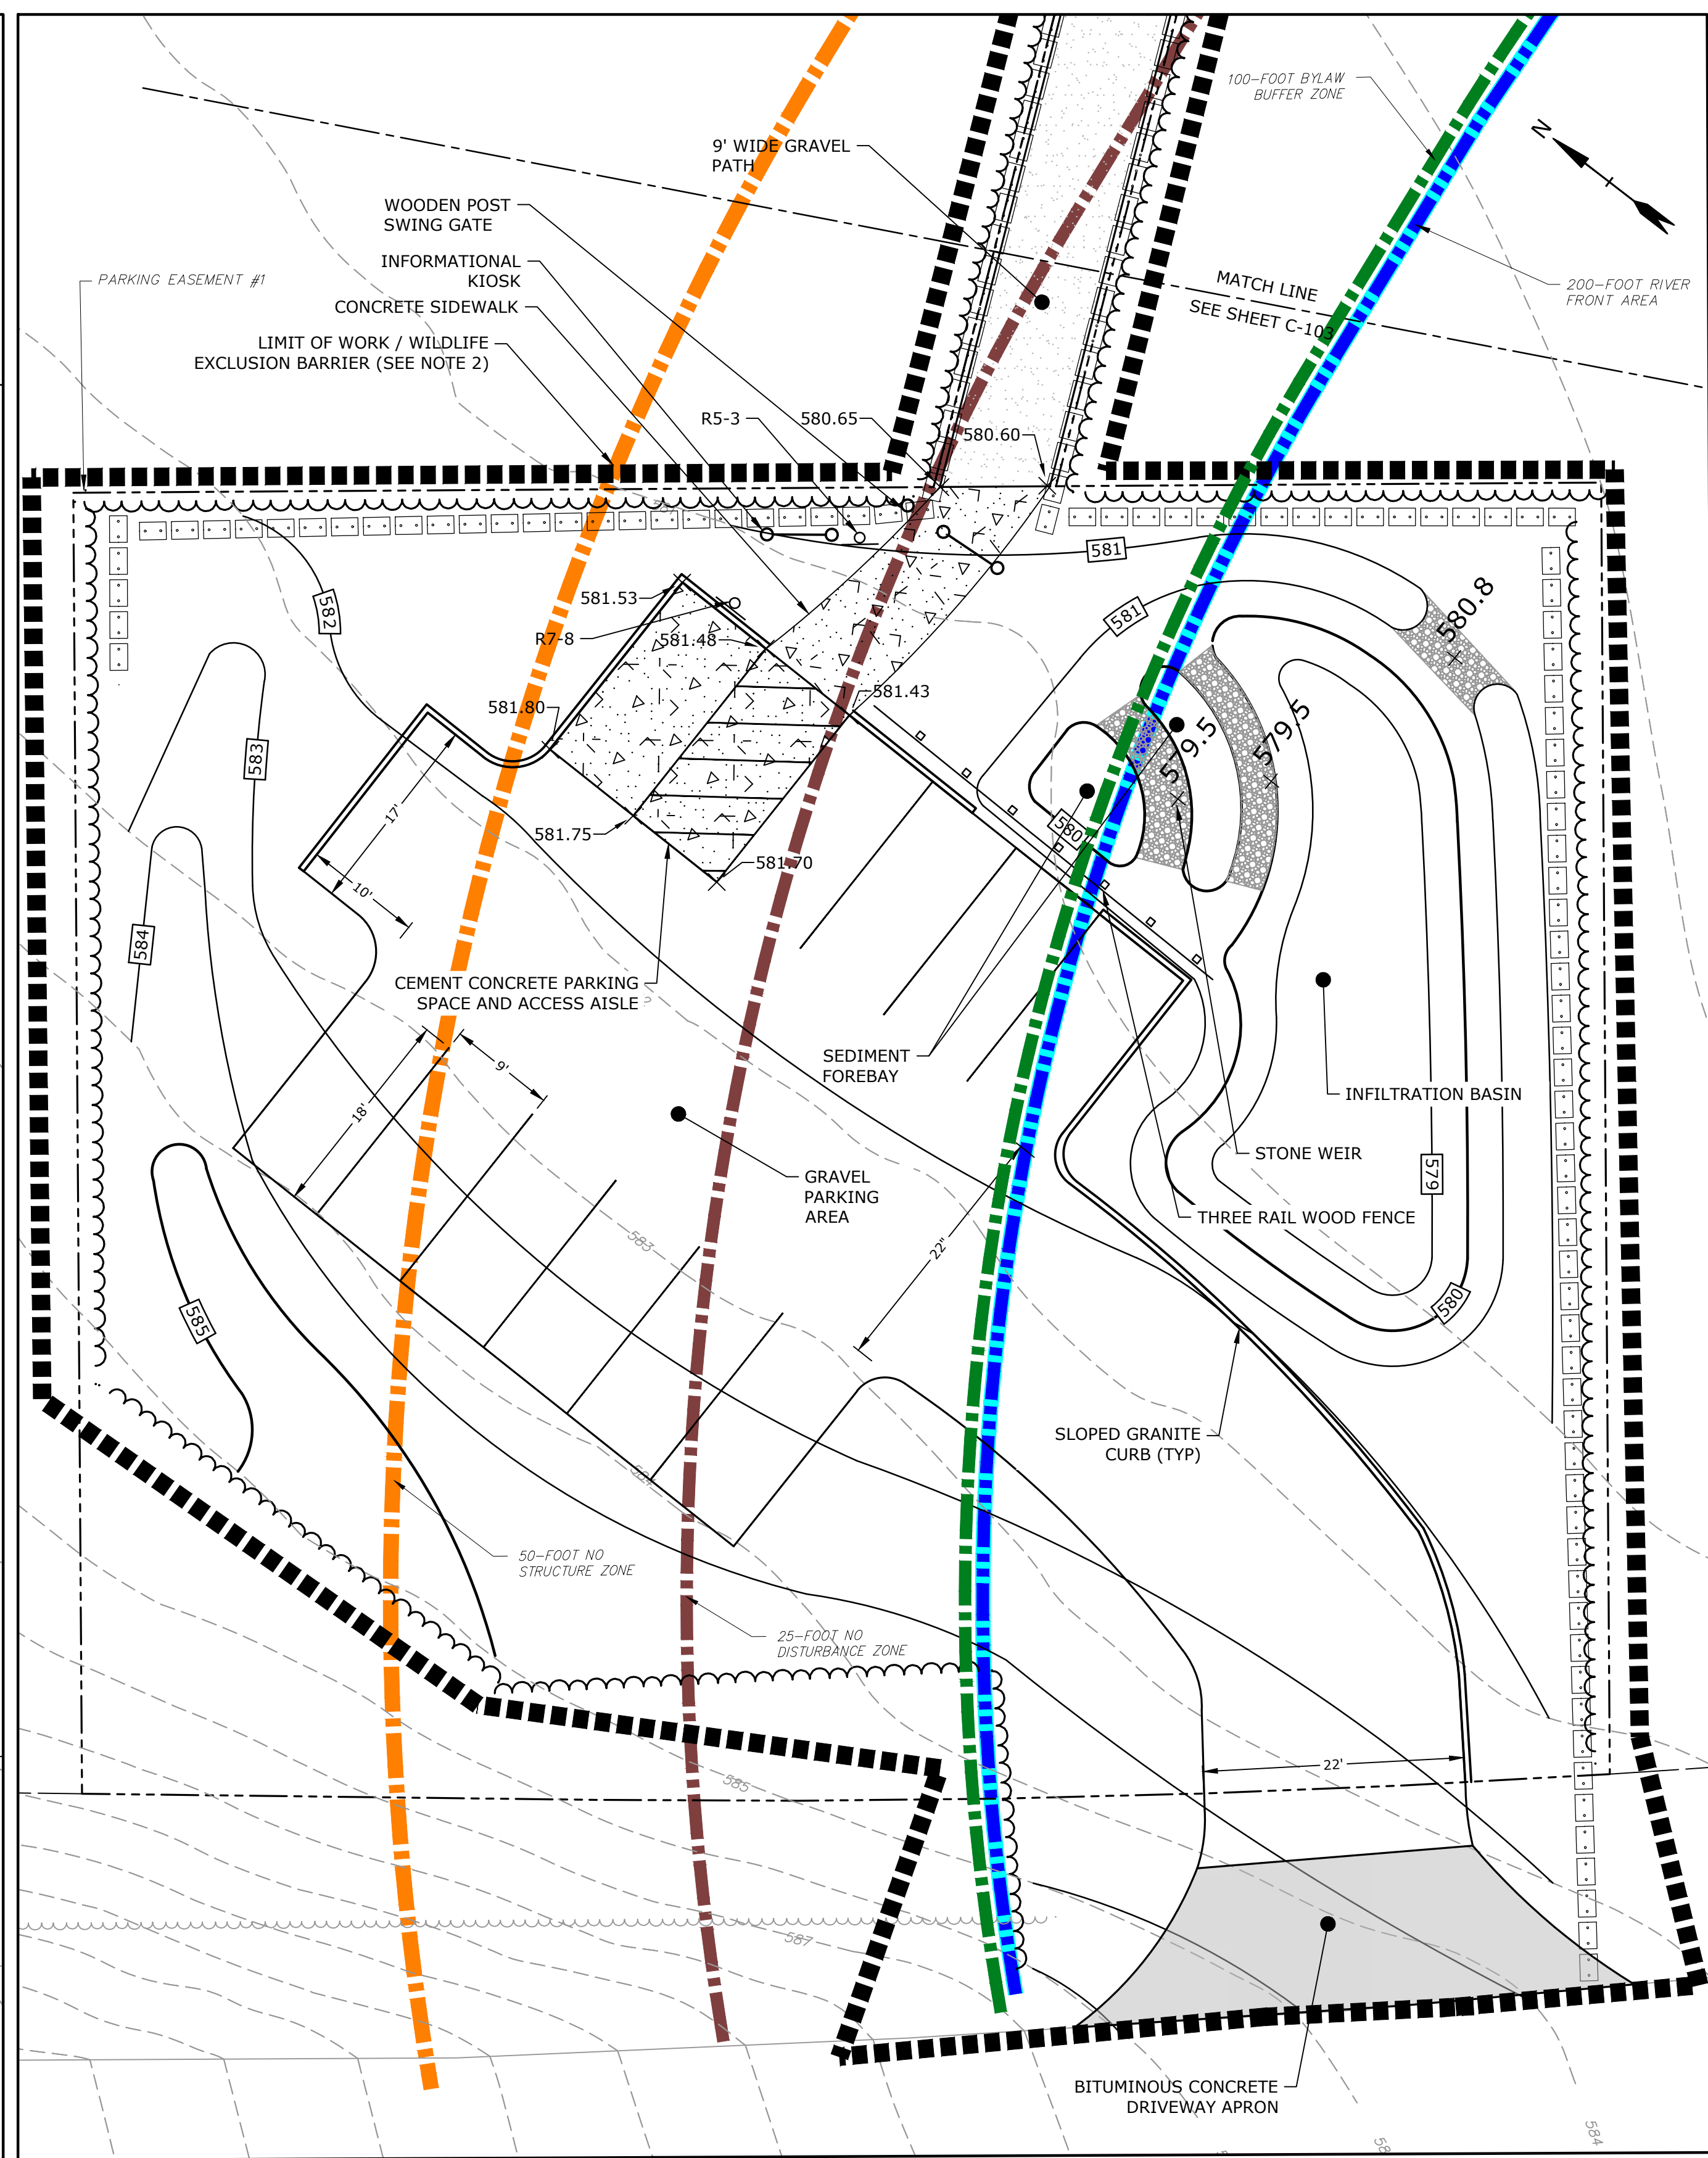 100-FOOT BYLAW
BUFFER ZONE
N
9' WIDE GRAVEL
PATH
WOODEN POST
SWING GATE
INFORMATIONAL
KIOSK
PARKING EASEMENT #1
CONCRETE SIDEWALK
LIMIT OF WORK / WILDLIFE
EXCLUSION BARRIER (SEE NOTE 2)
MATCH LINE
SEE SHEET C-103
200-FOOT RIVER
FRONT AREA
R5-3
580.65
580.60
581
582
581.53
R7-8
581.48
581
580.8
581.80
581.43
583
579.5
579.5
17'
581.75
581.70
580
10'
584
CEMENT CONCRETE PARKING
SPACE AND ACCESS AISLE
SEDIMENT
FOREBAY
9'
18'
INFILTRATION BASIN
STONE WEIR
579
GRAVEL
PARKING
AREA
THREE RAIL WOOD FENCE
583
22"
585
580
SLOPED GRANITE
CURB (TYP)
584
50-FOOT NO
STRUCTURE ZONE
25-FOOT NO
DISTURBANCE ZONE
22'
585
587
BITUMINOUS CONCRETE
DRIVEWAY APRON
584